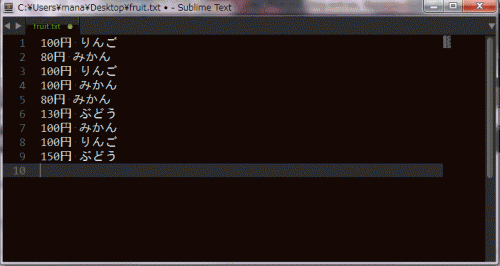 C:¥Users¥mana¥Desktop¥fruit.txt • - Sublime Text
fruit.txt
1 100円 りんご
2 80円 みかん
3 100円 りんご
4 100円 みかん
5 80円 みかん
6 130円 ぶどう
7 100円 みかん
8 100円 りんご
9 150円 ぶどう
10